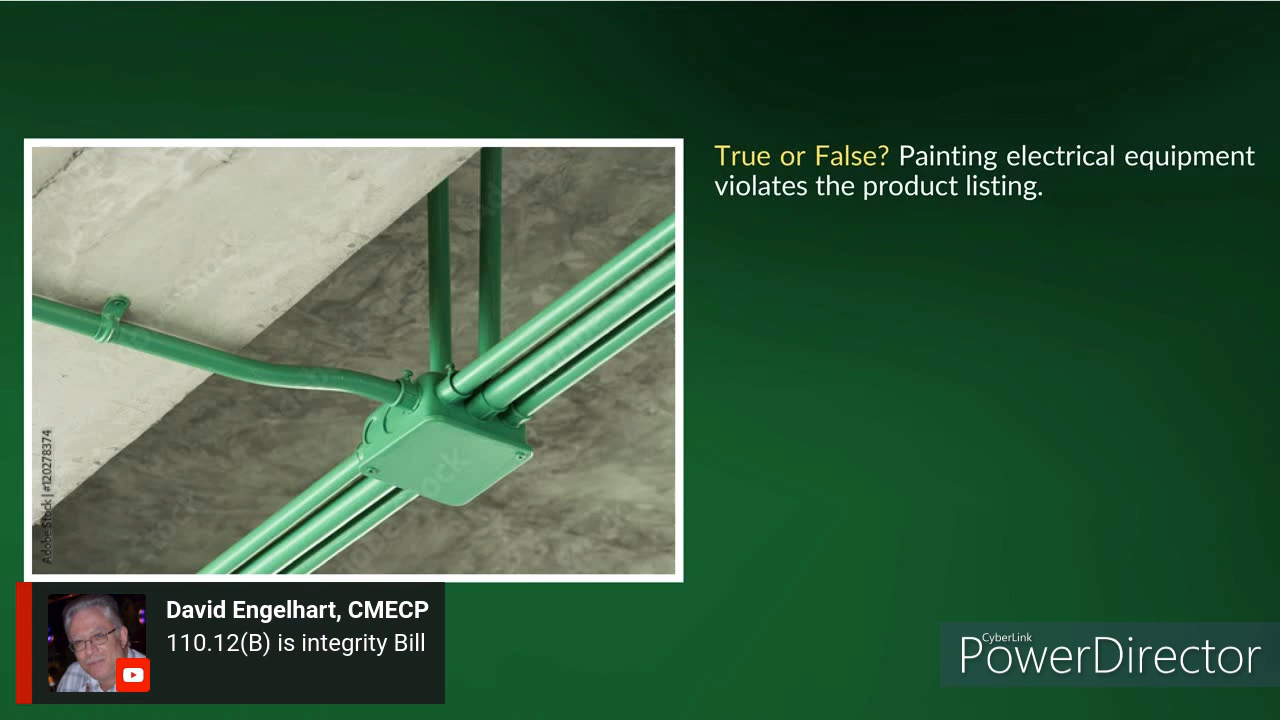 True or False? Painting electrical equipment
violates the product listing.
Adobe Stock | #120278374
David Engelhart, CMECP
110.12(B) is integrity Bill
CyberLink
PowerDirector